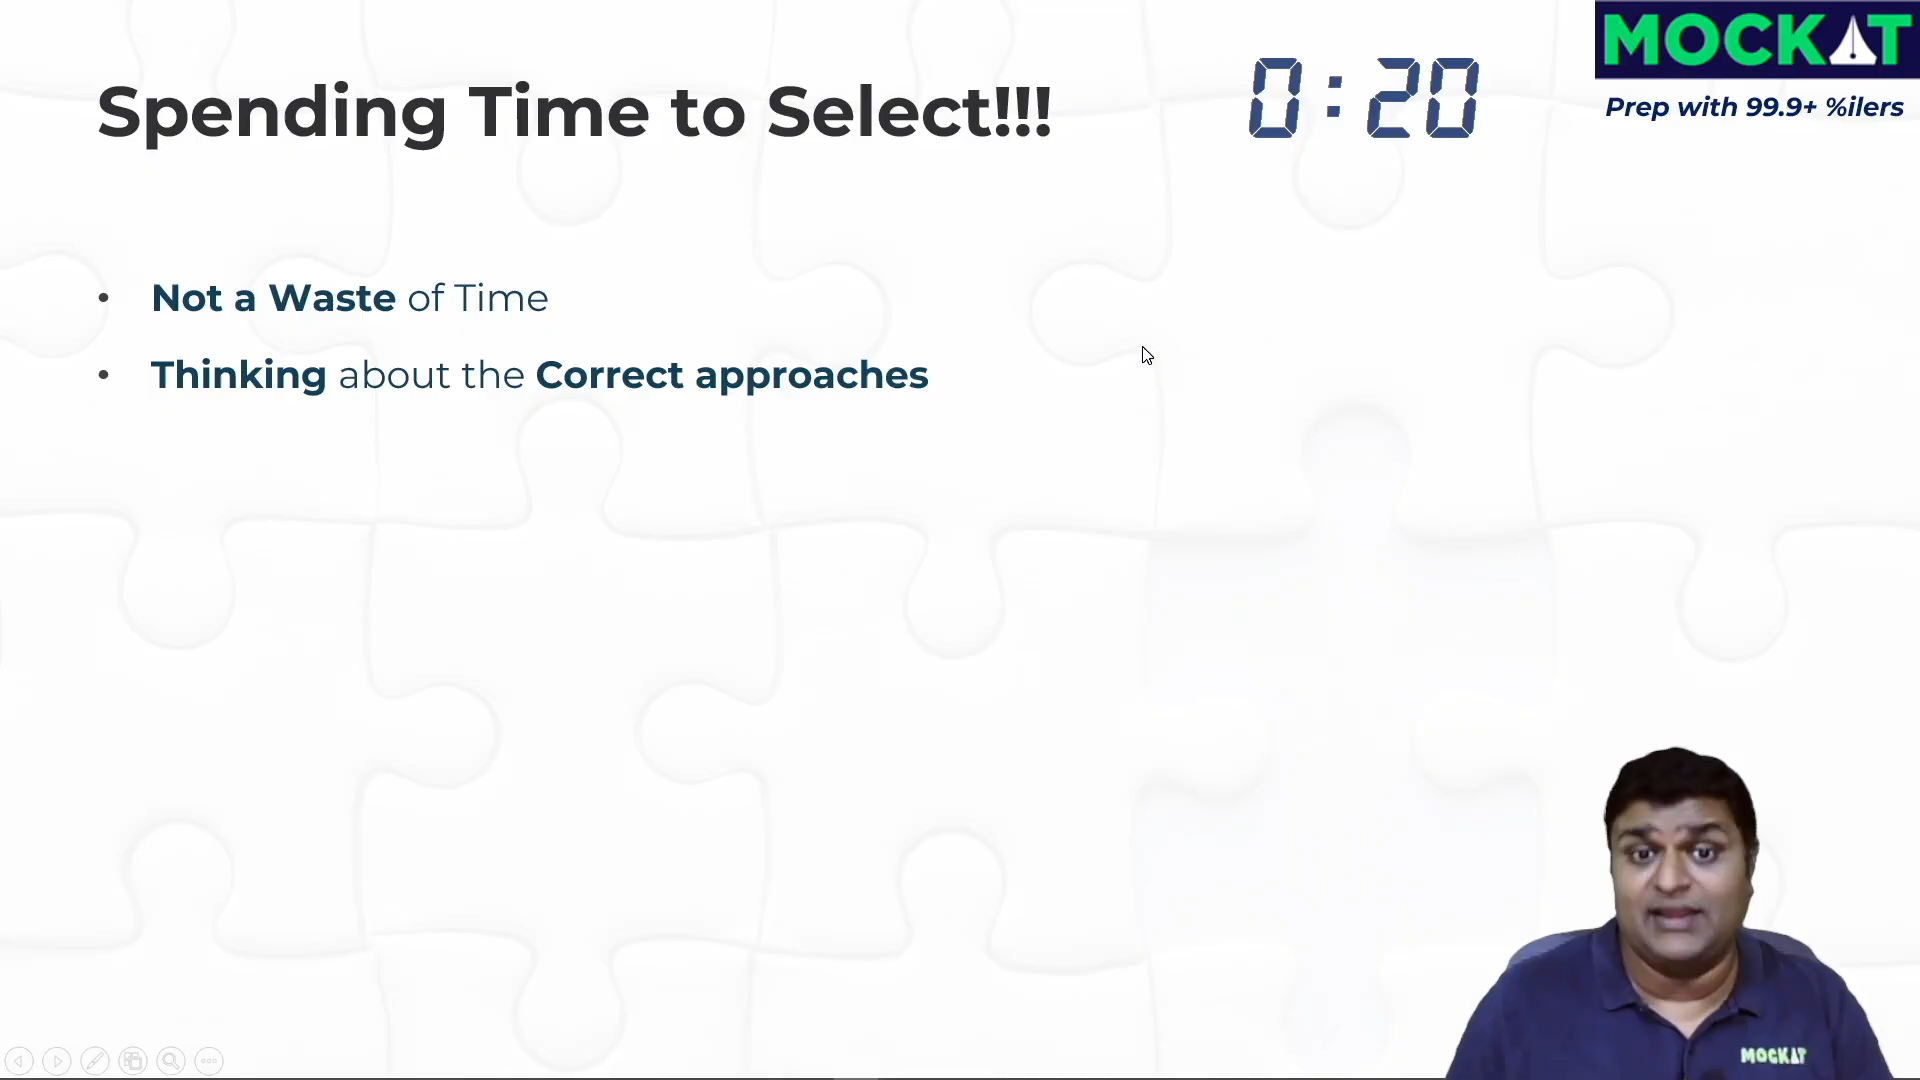 MOCKAT
Spending Time to Select!!!
0:20
Prep with 99.9+ %ilers
• Not a Waste of Time
• Thinking about the Correct approaches
MOCKAT